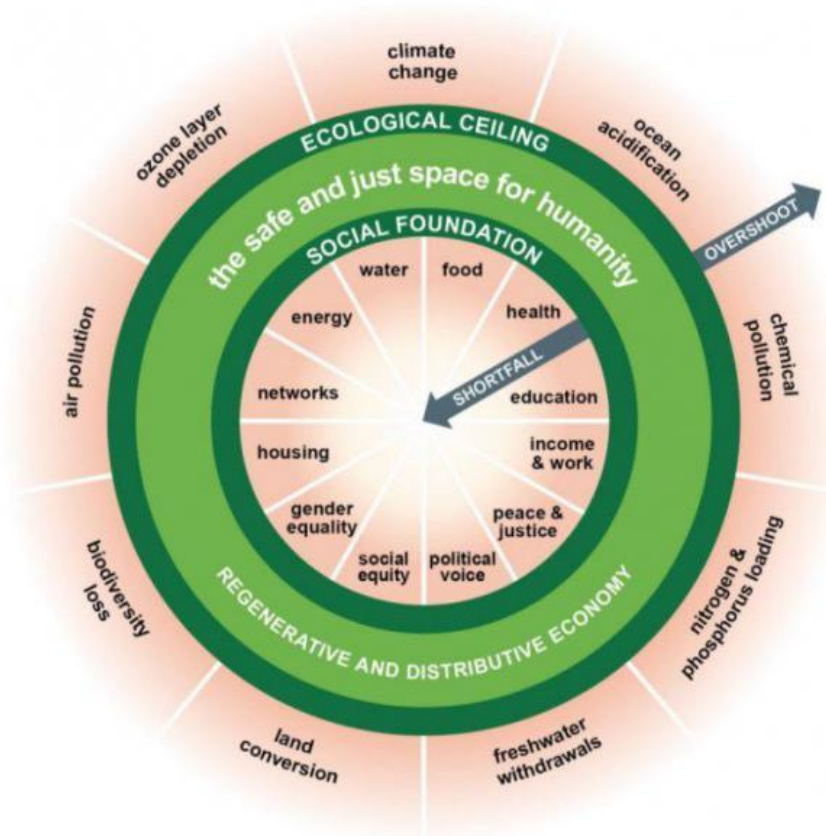 climate
change
ocean
acidification
chemical
pollution
nitrogen &
phosphorus loading
freshwater
withdrawals
land
conversion
biodiversity
loss
air pollution
ozone layer
depletion
OVERSHOOT
ECOLOGICAL CEILING
the safe and just space for humanity
SOCIAL FOUNDATION
water
food
health
SHORTFALL
education
income
& work
peace &
justice
political
voice
social
equity
gender
equality
housing
networks
energy
REGENERATIVE AND DISTRIBUTIVE ECONOMY